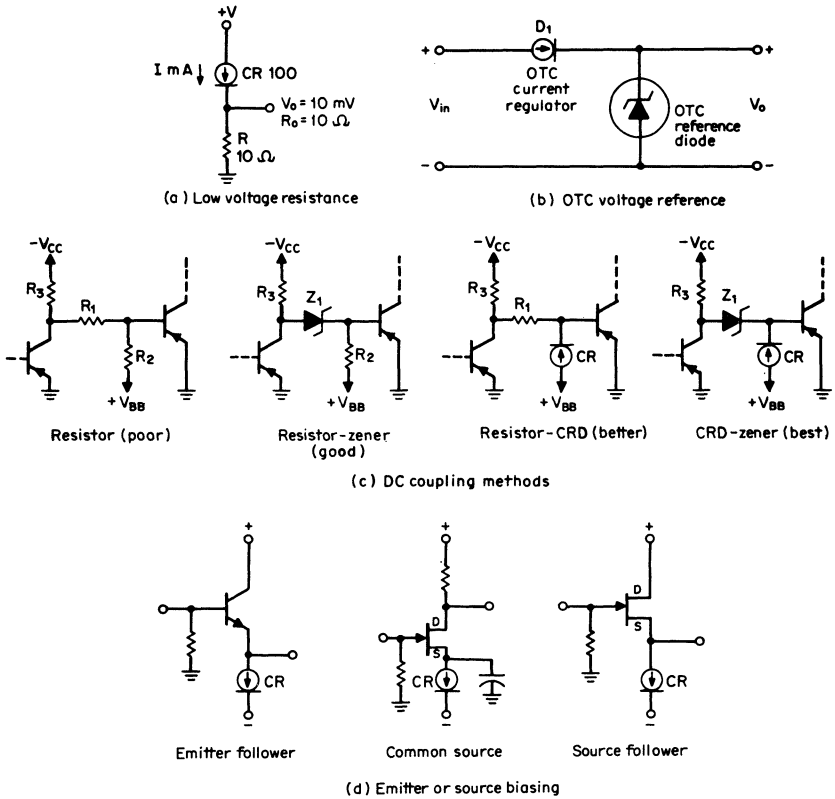 +V
I mA ↓ CR 100
Vo = 10 mV
Ro = 10 Ω
R
10 Ω
(a) Low voltage resistance
D1
+ +
OTC
current
regulator
Vin
OTC
reference
diode
Vo
− −
(b) OTC voltage reference
−VCC
R3
R1
R2
+VBB
Resistor (poor)
−VCC
R3
Z1
R2
+VBB
Resistor-zener
(good)
−VCC
R3
R1
CR
+VBB
Resistor-CRD (better)
−VCC
R3
Z1
CR
+VBB
CRD-zener (best)
(c) DC coupling methods
+
CR
−
Emitter follower
+
D
S
CR
−
Common source
+
D
S
CR
−
Source follower
(d) Emitter or source biasing